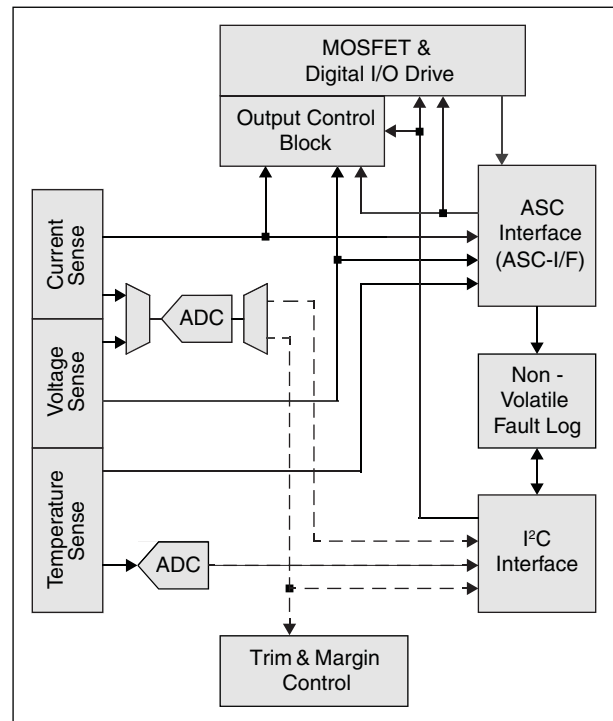 MOSFET &
Digital I/O Drive
Output Control
Block
ASC
Interface
(ASC-I/F)
Current
Sense
ADC
Voltage
Sense
Non -
Volatile
Fault Log
Temperature
Sense
ADC
I²C
Interface
Trim & Margin
Control